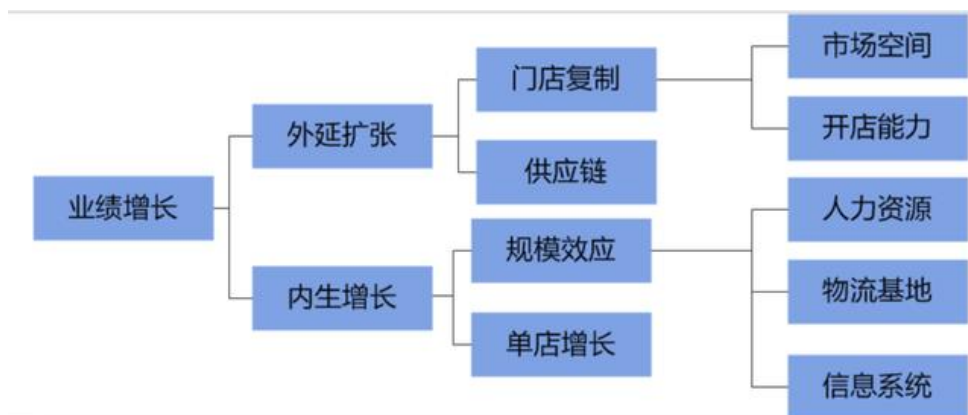 业绩增长
外延扩张
门店复制
市场空间
开店能力
供应链
内生增长
规模效应
人力资源
物流基地
信息系统
单店增长